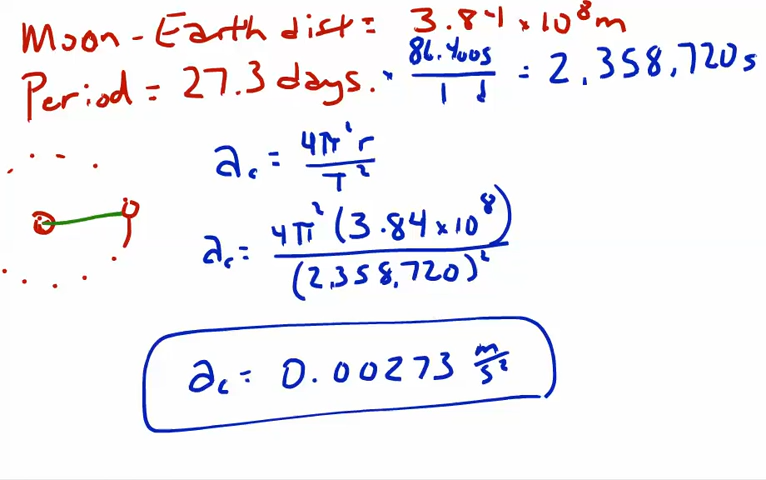 Moon - Earth dist = 3.84 × 10⁸ m
Period = 27.3 days. × 86,400s / 1 d = 2,358,720 s
a꜀ = 4π²r / T²
a꜀ = 4π² (3.84 × 10⁸) / (2,358,720)²
a꜀ = 0.00273 m/s²